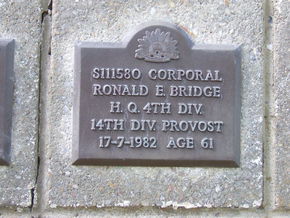 S111580 CORPORAL
RONALD E. BRIDGE
H. Q. 4TH DIV.
14TH DIV. PROVOST
17-7-1982 AGE 61